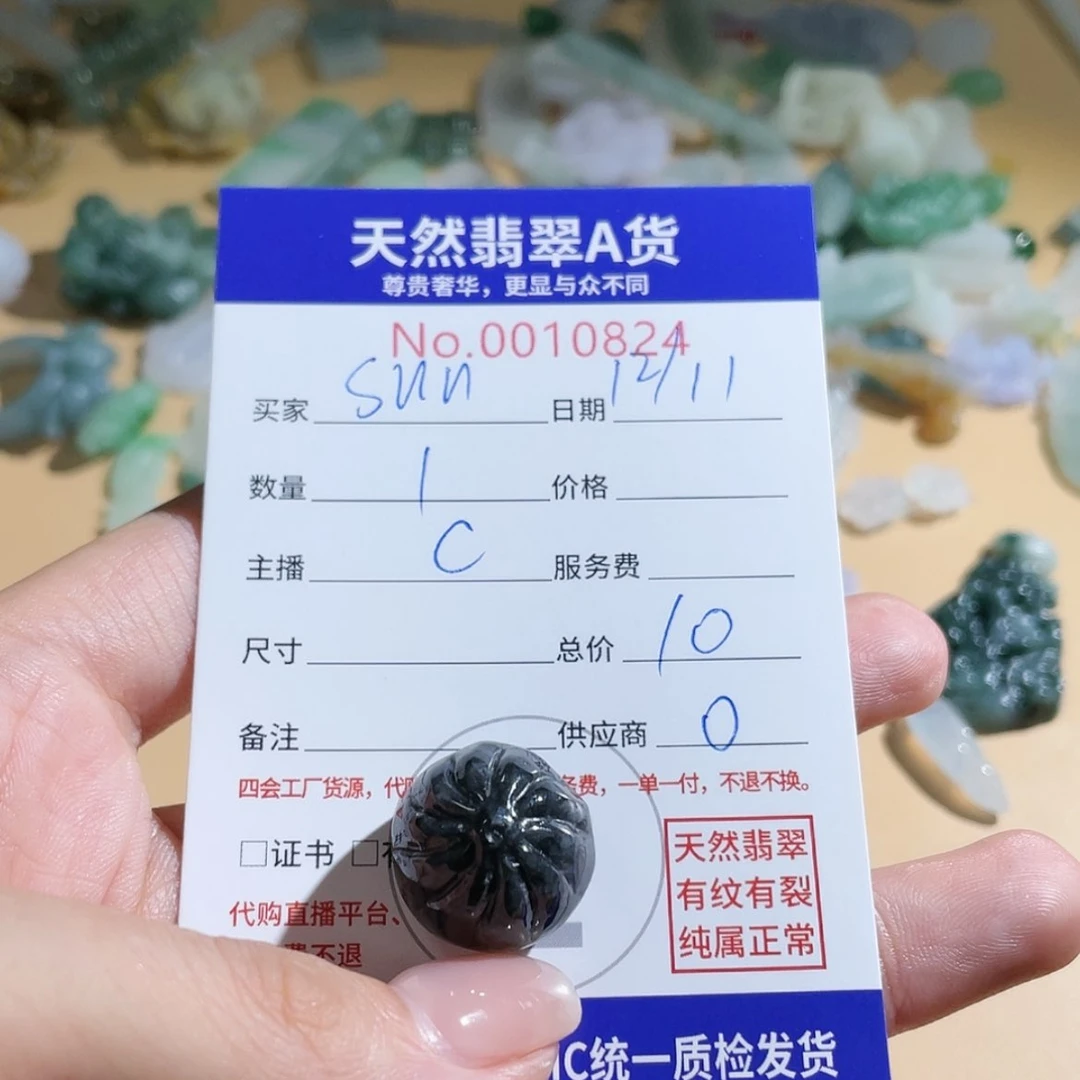 天然翡翠A货
尊贵奢华，更显与众不同
No.0010824
买家 sun 日期 12/11
数量 1 价格
主播 C 服务费
尺寸 总价 10
备注 供应商 0
四会工厂货源，代 费，一单一付，不退不换。
□证书 □
天然翡翠
有纹有裂
纯属正常
代购直播平台、
费不退
C统一质检发货